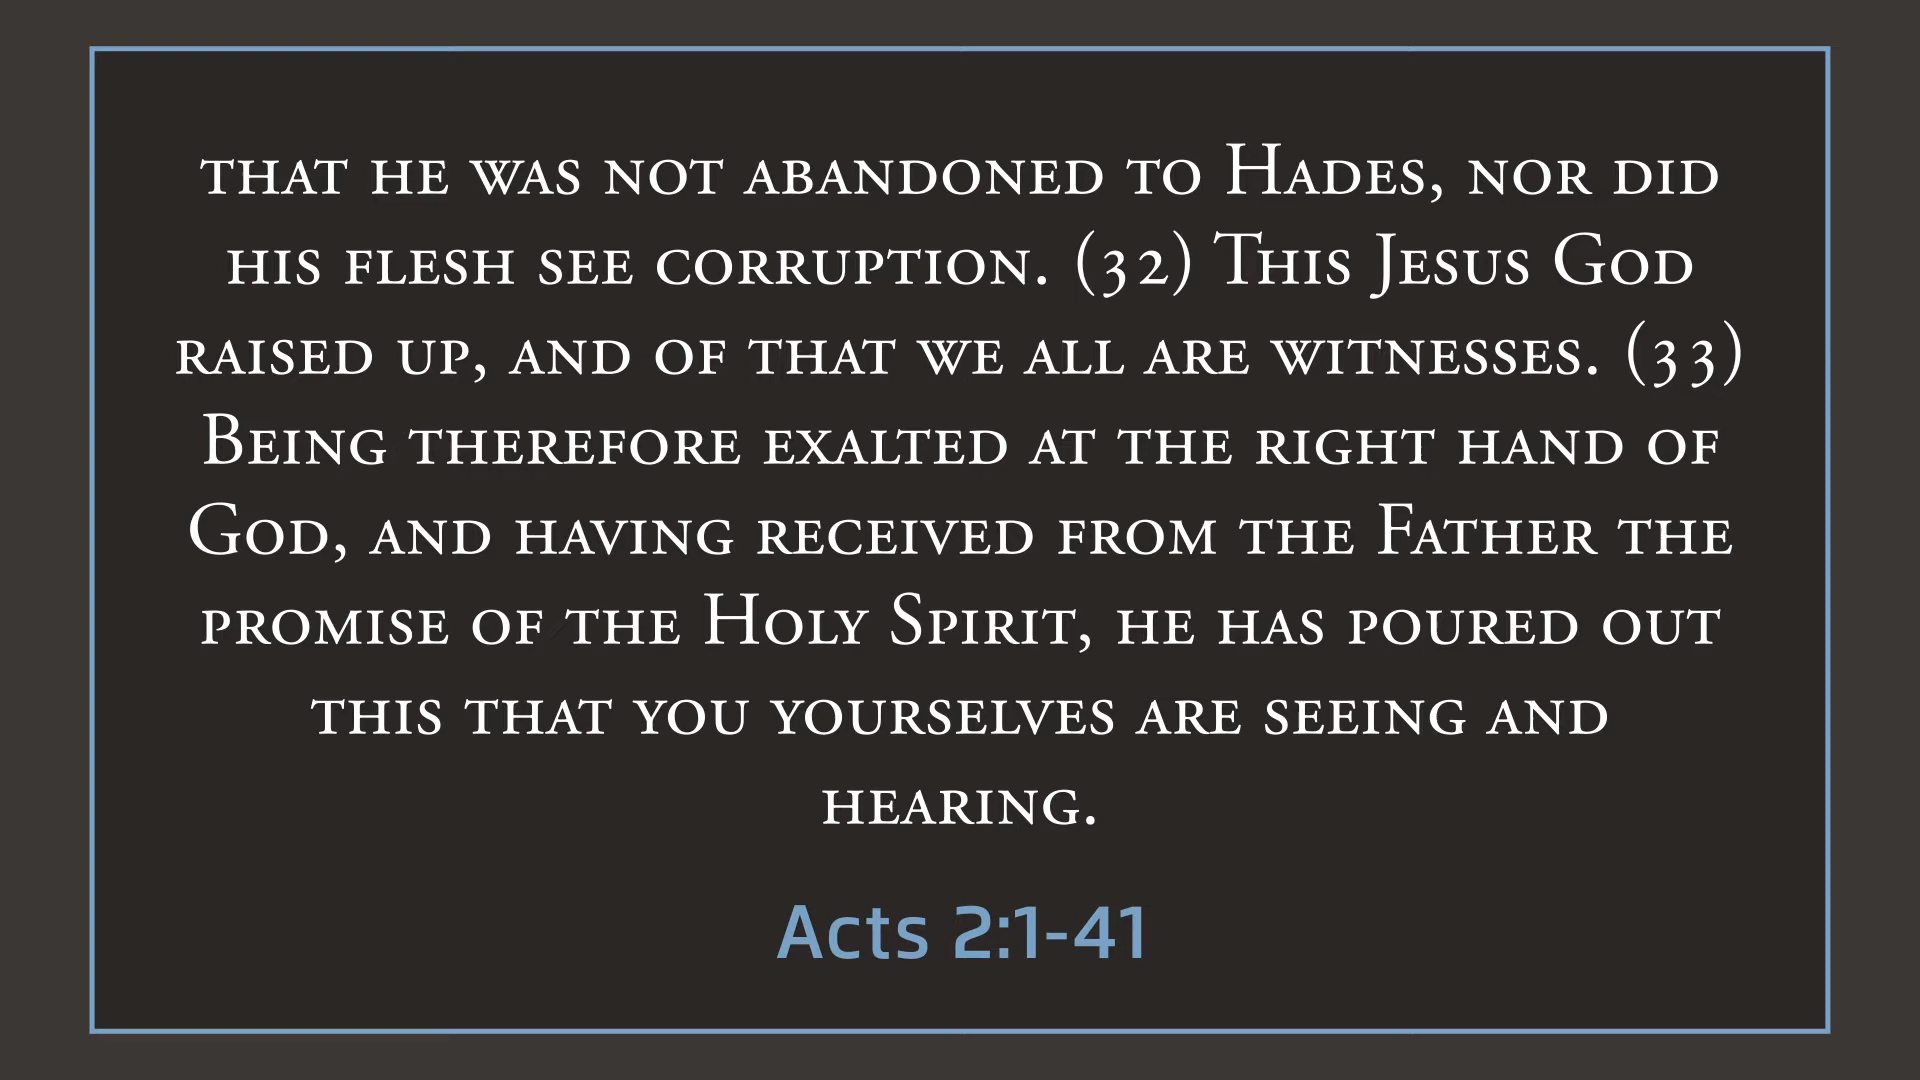 that he was not abandoned to Hades, nor did
his flesh see corruption. (32) This Jesus God
raised up, and of that we all are witnesses. (33)
Being therefore exalted at the right hand of
God, and having received from the Father the
promise of the Holy Spirit, he has poured out
this that you yourselves are seeing and
hearing.
Acts 2:1-41